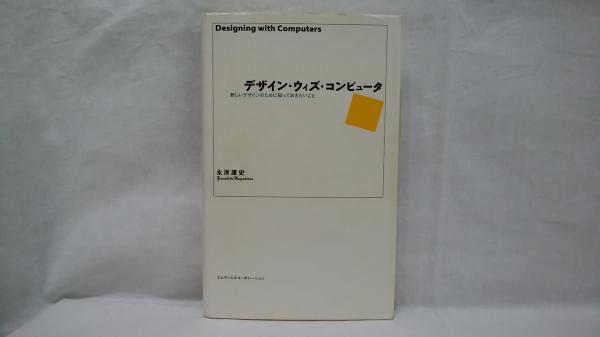 Designing with Computers
デザイン・ウィズ・コンピュータ
新しいデザインのために知っておきたいこと
永原康史
Yasuhito Nagahara
エムディエヌコーポレーション